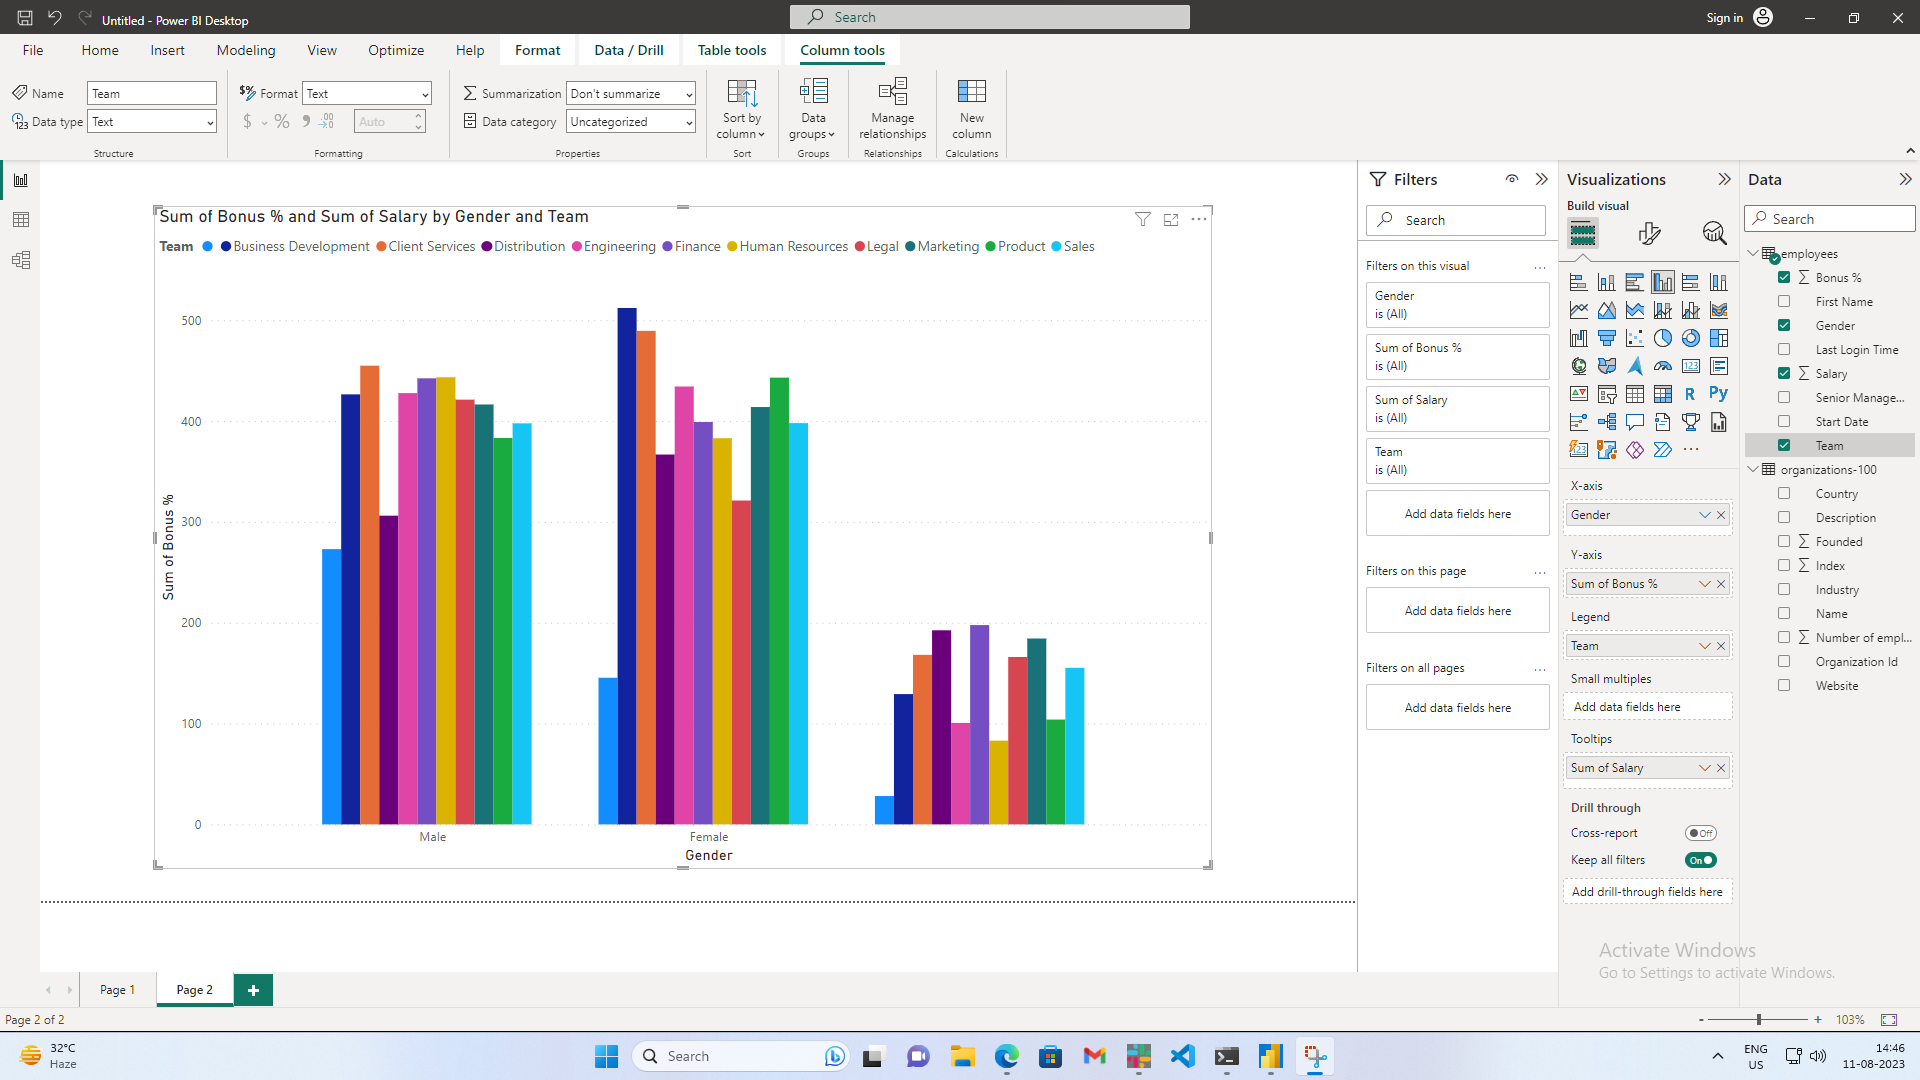 Untitled - Power BI Desktop
Search
Sign in
File
Home
Insert
Modeling
View
Optimize
Help
Format
Data / Drill
Table tools
Column tools
Name
Team
Data type
Text
Structure
Format
Text
$
%
Auto
Formatting
Summarization
Don't summarize
Data category
Uncategorized
Properties
Sort by
column
Sort
Data
groups
Groups
Manage
relationships
Relationships
New
column
Calculations
Sum of Bonus % and Sum of Salary by Gender and Team
Team
Business Development
Client Services
Distribution
Engineering
Finance
Human Resources
Legal
Marketing
Product
Sales
500
400
300
200
100
0
Sum of Bonus %
Male
Female
Gender
Filters
Search
Filters on this visual
Gender
is (All)
Sum of Bonus %
is (All)
Sum of Salary
is (All)
Team
is (All)
Add data fields here
Filters on this page
Add data fields here
Filters on all pages
Add data fields here
Visualizations
Build visual
R
Py
X-axis
Gender
Y-axis
Sum of Bonus %
Legend
Team
Small multiples
Add data fields here
Tooltips
Sum of Salary
Drill through
Cross-report
Off
Keep all filters
On
Add drill-through fields here
Data
Search
employees
Bonus %
First Name
Gender
Last Login Time
Salary
Senior Manage...
Start Date
Team
organizations-100
Country
Description
Founded
Index
Industry
Name
Number of empl...
Organization Id
Website
Activate Windows
Go to Settings to activate Windows.
Page 1
Page 2
Page 2 of 2
103%
32°C
Haze
Search
ENG
US
14:46
11-08-2023